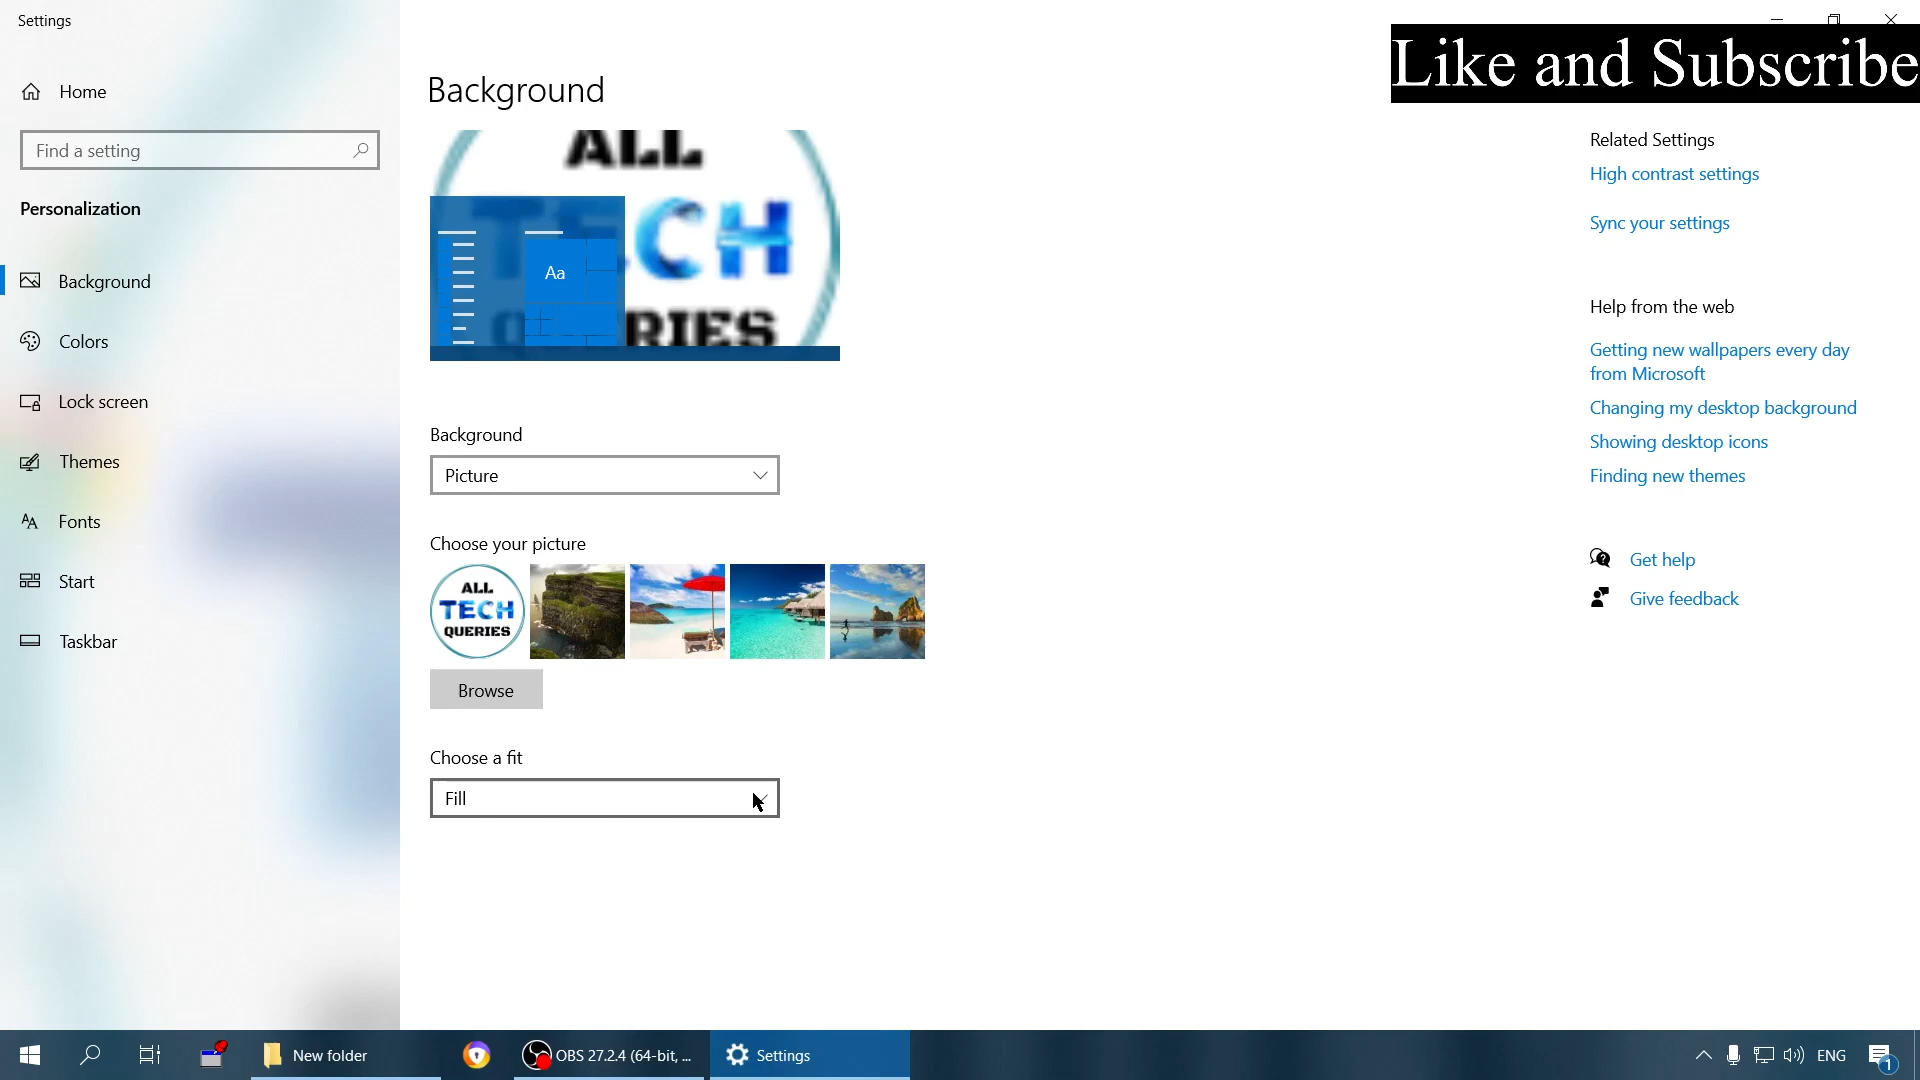 Settings
Like and Subscribe
Home
Find a setting
Personalization
Background
Colors
Lock screen
Themes
Fonts
Start
Taskbar
Background
ALL
TECH
QUERIES
Aa
Background
Picture
Choose your picture
ALL
TECH
QUERIES
Browse
Choose a fit
Fill
Related Settings
High contrast settings
Sync your settings
Help from the web
Getting new wallpapers every day
from Microsoft
Changing my desktop background
Showing desktop icons
Finding new themes
Get help
Give feedback
New folder
OBS 27.2.4 (64-bit, ...
Settings
ENG
1